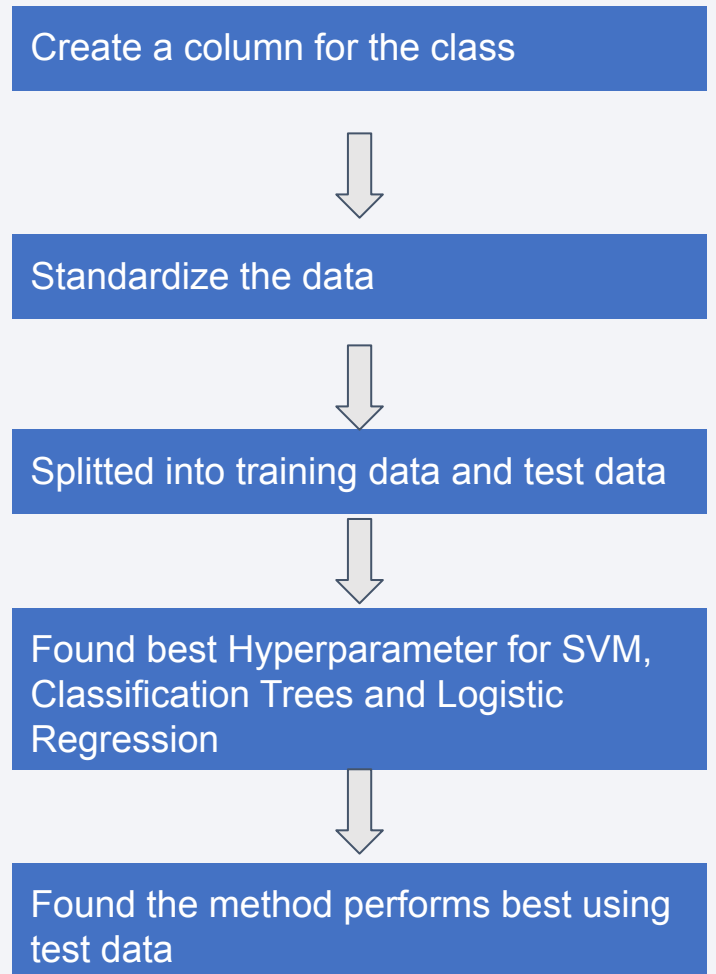 Create a column for the class
Standardize the data
Splitted into training data and test data
Found best Hyperparameter for SVM,
Classification Trees and Logistic
Regression
Found the method performs best using
test data